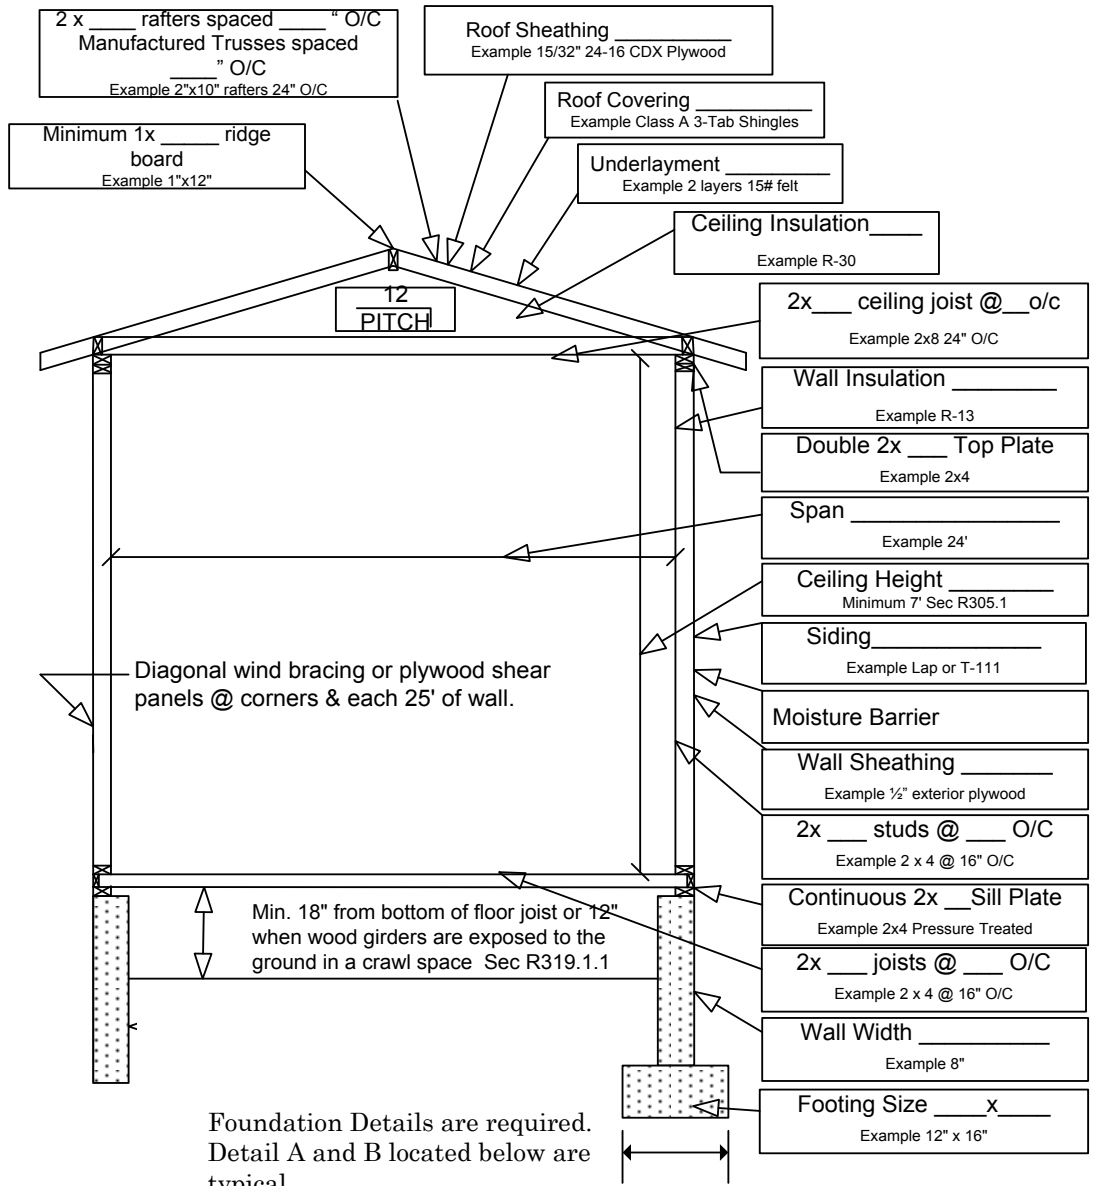 2 x ____ rafters spaced ____ “ O/C
Manufactured Trusses spaced
____” O/C
Example 2"x10" rafters 24" O/C
Roof Sheathing __________
Example 15/32" 24-16 CDX Plywood
Roof Covering __________
Example Class A 3-Tab Shingles
Minimum 1x _____ ridge
board
Example 1"x12"
Underlayment _________
Example 2 layers 15# felt
Ceiling Insulation____
Example R-30
12
PITCH
2x___ ceiling joist @__o/c
Example 2x8 24" O/C
Wall Insulation _________
Example R-13
Double 2x ___ Top Plate
Example 2x4
Span __________________
Example 24'
Ceiling Height _________
Minimum 7' Sec R305.1
Siding______________
Example Lap or T-111
Diagonal wind bracing or plywood shear
panels @ corners & each 25' of wall.
Moisture Barrier
Wall Sheathing _______
Example ½” exterior plywood
2x ___ studs @ ___ O/C
Example 2 x 4 @ 16" O/C
Continuous 2x __Sill Plate
Example 2x4 Pressure Treated
Min. 18" from bottom of floor joist or 12"
when wood girders are exposed to the
ground in a crawl space Sec R319.1.1
2x ___ joists @ ___ O/C
Example 2 x 4 @ 16" O/C
Wall Width __________
Example 8"
Footing Size ____x____
Example 12" x 16"
Foundation Details are required.
Detail A and B located below are
typical